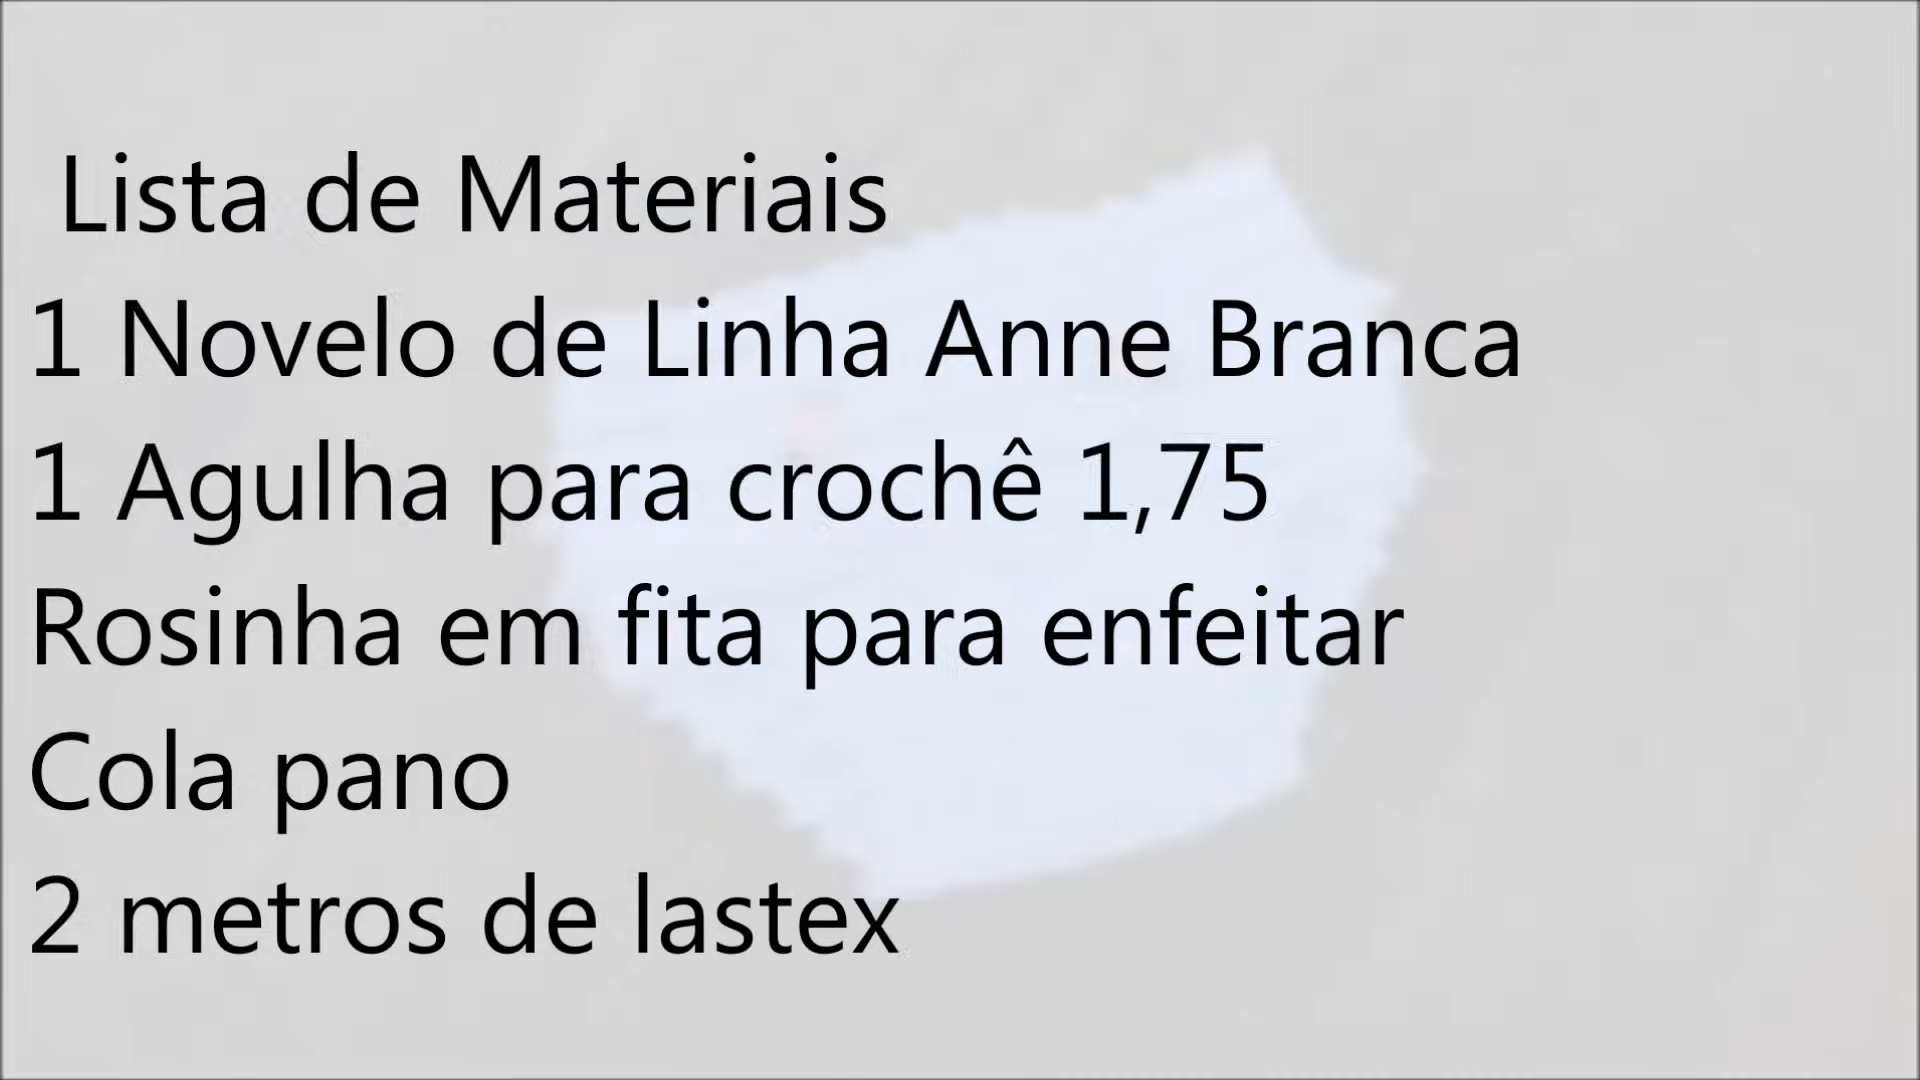 Lista de Materiais
1 Novelo de Linha Anne Branca
1 Agulha para crochê 1,75
Rosinha em fita para enfeitar
Cola pano
2 metros de lastex